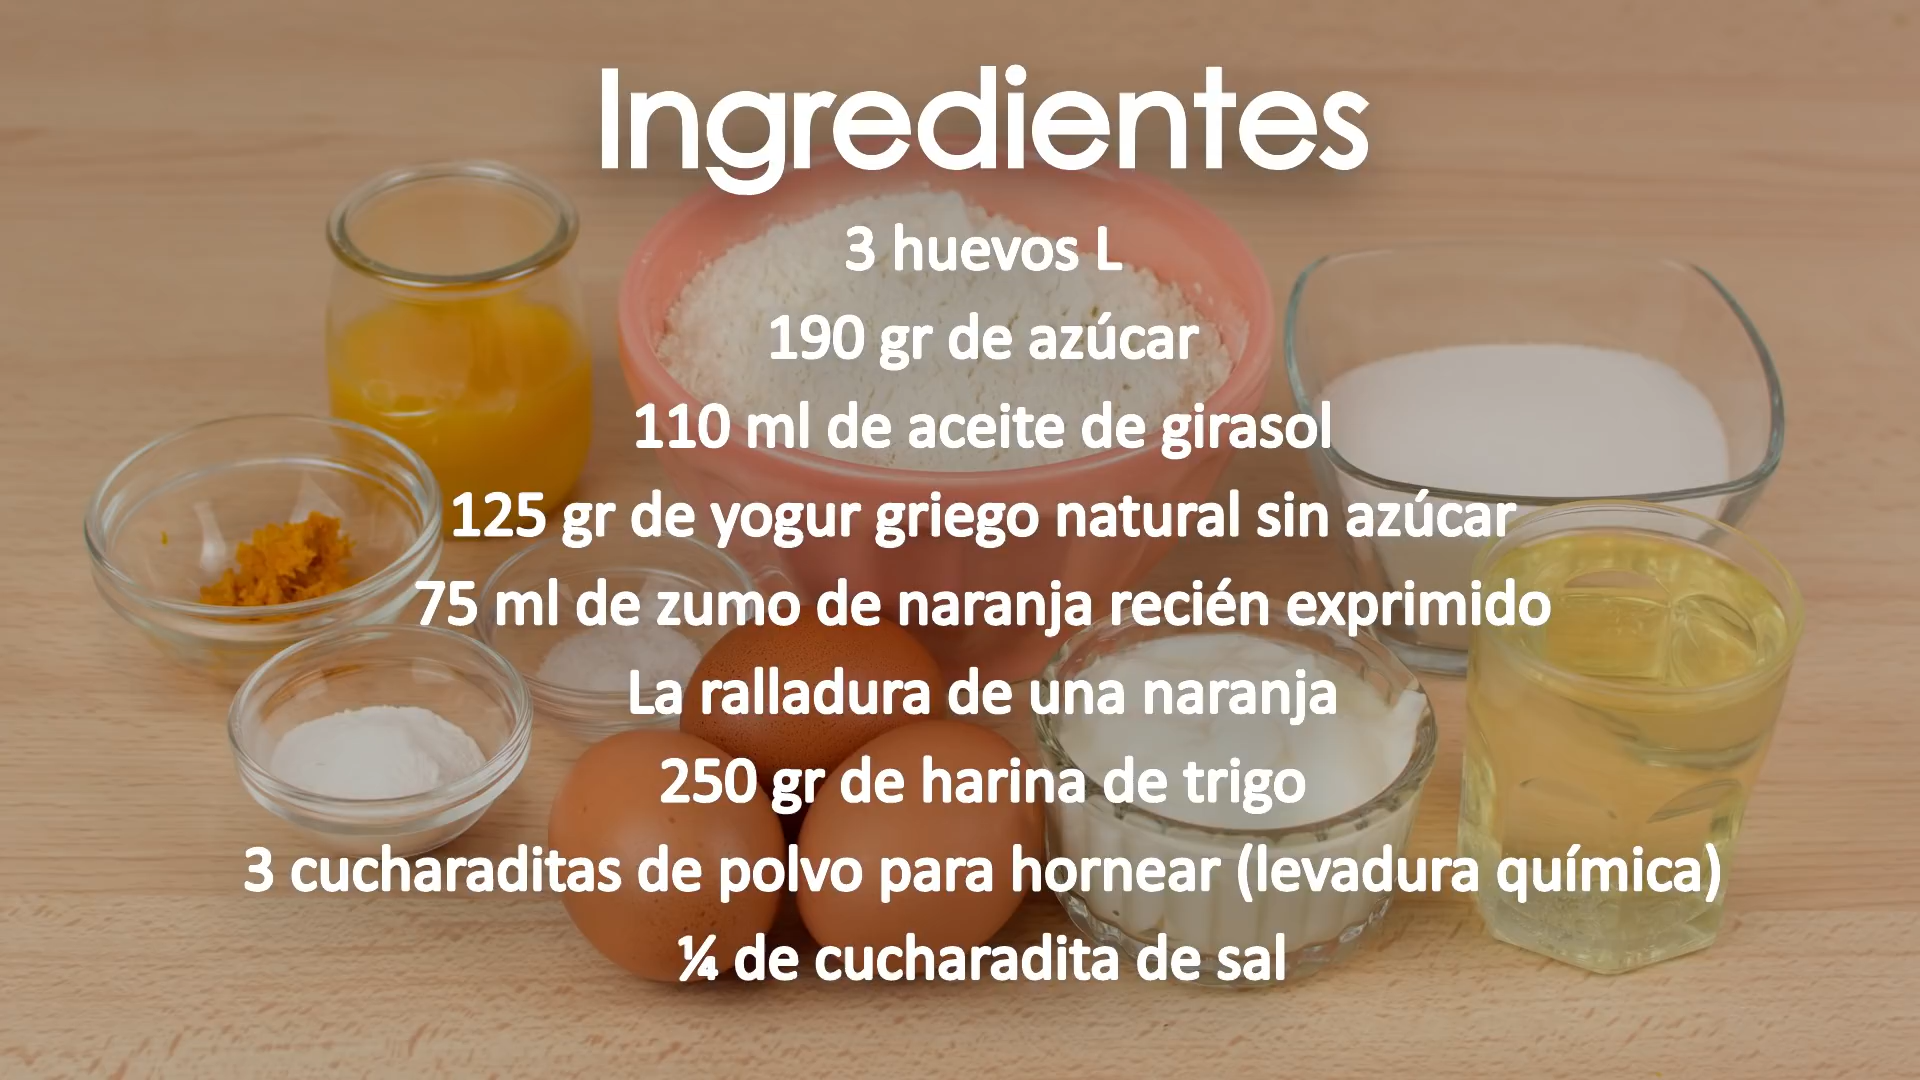 Ingredientes
3 huevos L
190 gr de azúcar
110 ml de aceite de girasol
125 gr de yogur griego natural sin azúcar
75 ml de zumo de naranja recién exprimido
La ralladura de una naranja
250 gr de harina de trigo
3 cucharaditas de polvo para hornear (levadura química)
¼ de cucharadita de sal